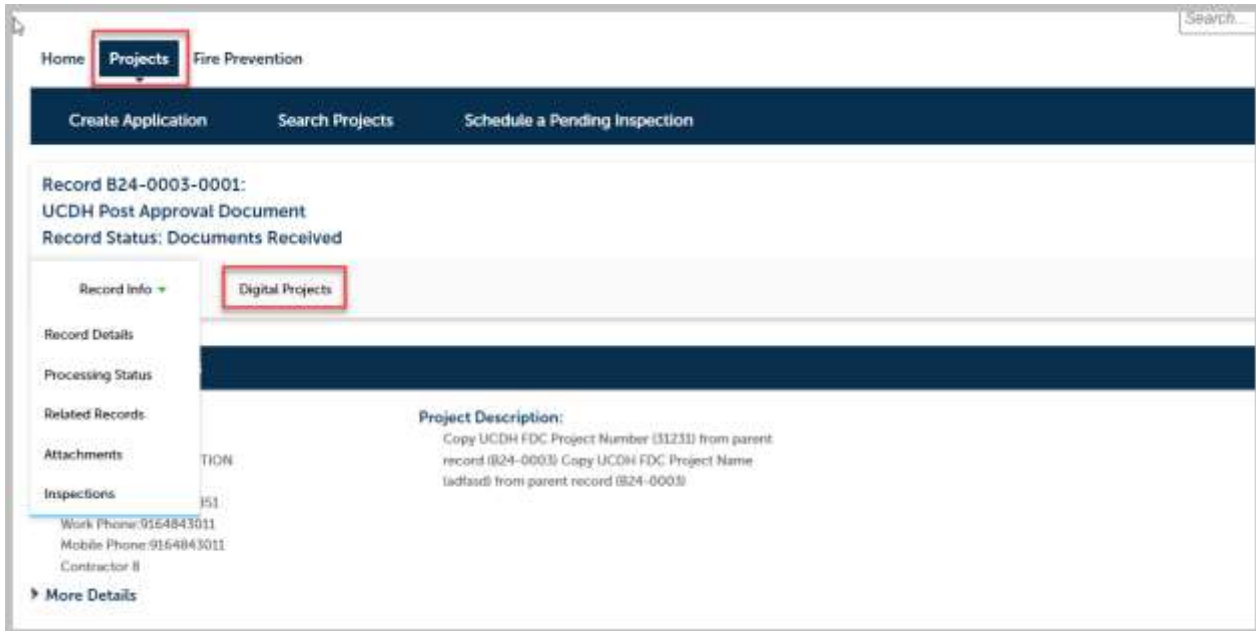 Search...
Home Projects Fire Prevention
Create Application Search Projects Schedule a Pending Inspection
Record B24-0003-0001:
UCDH Post Approval Document
Record Status: Documents Received
Record Info Digital Projects
Record Details
Processing Status
Related Records
Attachments
Inspections
TION
Work Phone:9164843011
Mobile Phone:9164843011
Contractor 8
Project Description:
Copy UCDH FDC Project Number (31231) from parent
record (B24-0003) Copy UCDH FDC Project Name
(adfasd) from parent record (B24-0003)
More Details